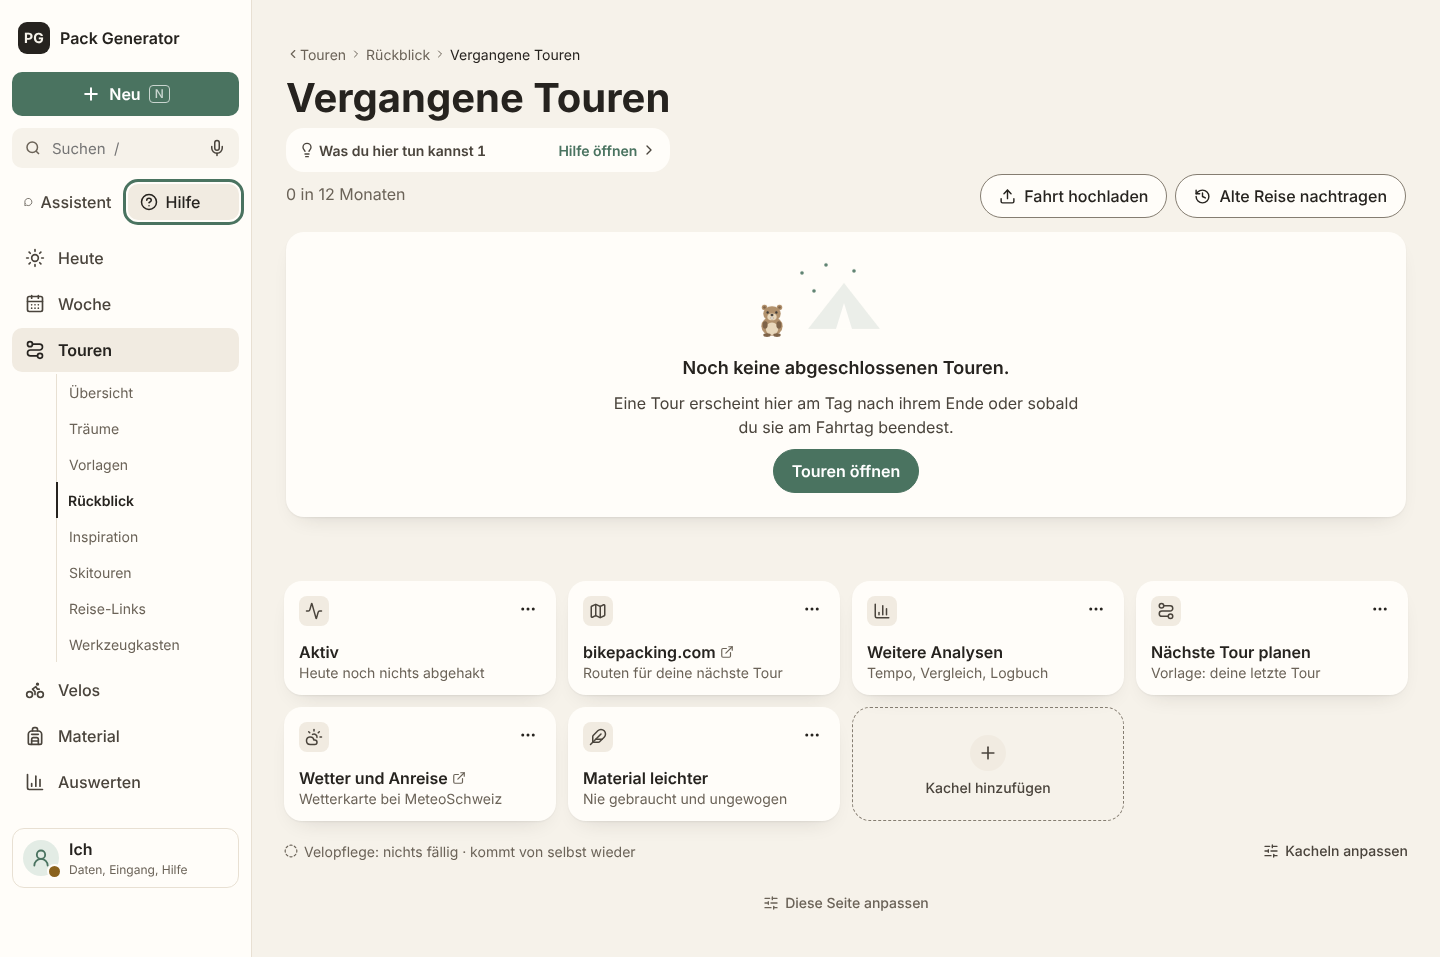 PG Pack Generator
Neu N
Suchen /
Assistent
Hilfe
Heute
Woche
Touren
Übersicht
Träume
Vorlagen
Rückblick
Inspiration
Skitouren
Reise-Links
Werkzeugkasten
Velos
Material
Auswerten
Ich
Daten, Eingang, Hilfe
Touren
Rückblick
Vergangene Touren
Vergangene Touren
Was du hier tun kannst 1
Hilfe öffnen
0 in 12 Monaten
Fahrt hochladen
Alte Reise nachtragen
Noch keine abgeschlossenen Touren.
Eine Tour erscheint hier am Tag nach ihrem Ende oder sobald
du sie am Fahrtag beendest.
Touren öffnen
Aktiv
Heute noch nichts abgehakt
bikepacking.com
Routen für deine nächste Tour
Weitere Analysen
Tempo, Vergleich, Logbuch
Nächste Tour planen
Vorlage: deine letzte Tour
Wetter und Anreise
Wetterkarte bei MeteoSchweiz
Material leichter
Nie gebraucht und ungewogen
Kachel hinzufügen
Velopflege: nichts fällig · kommt von selbst wieder
Kacheln anpassen
Diese Seite anpassen